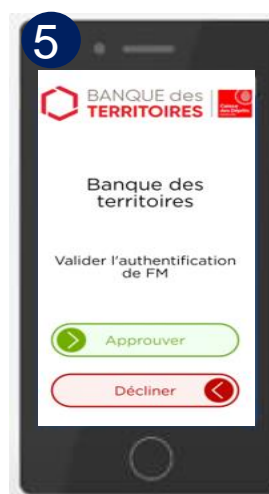 5
BANQUE des
TERRITOIRES
Banque des
territoires
Valider l'authentification
de FM
Approuver
Décliner